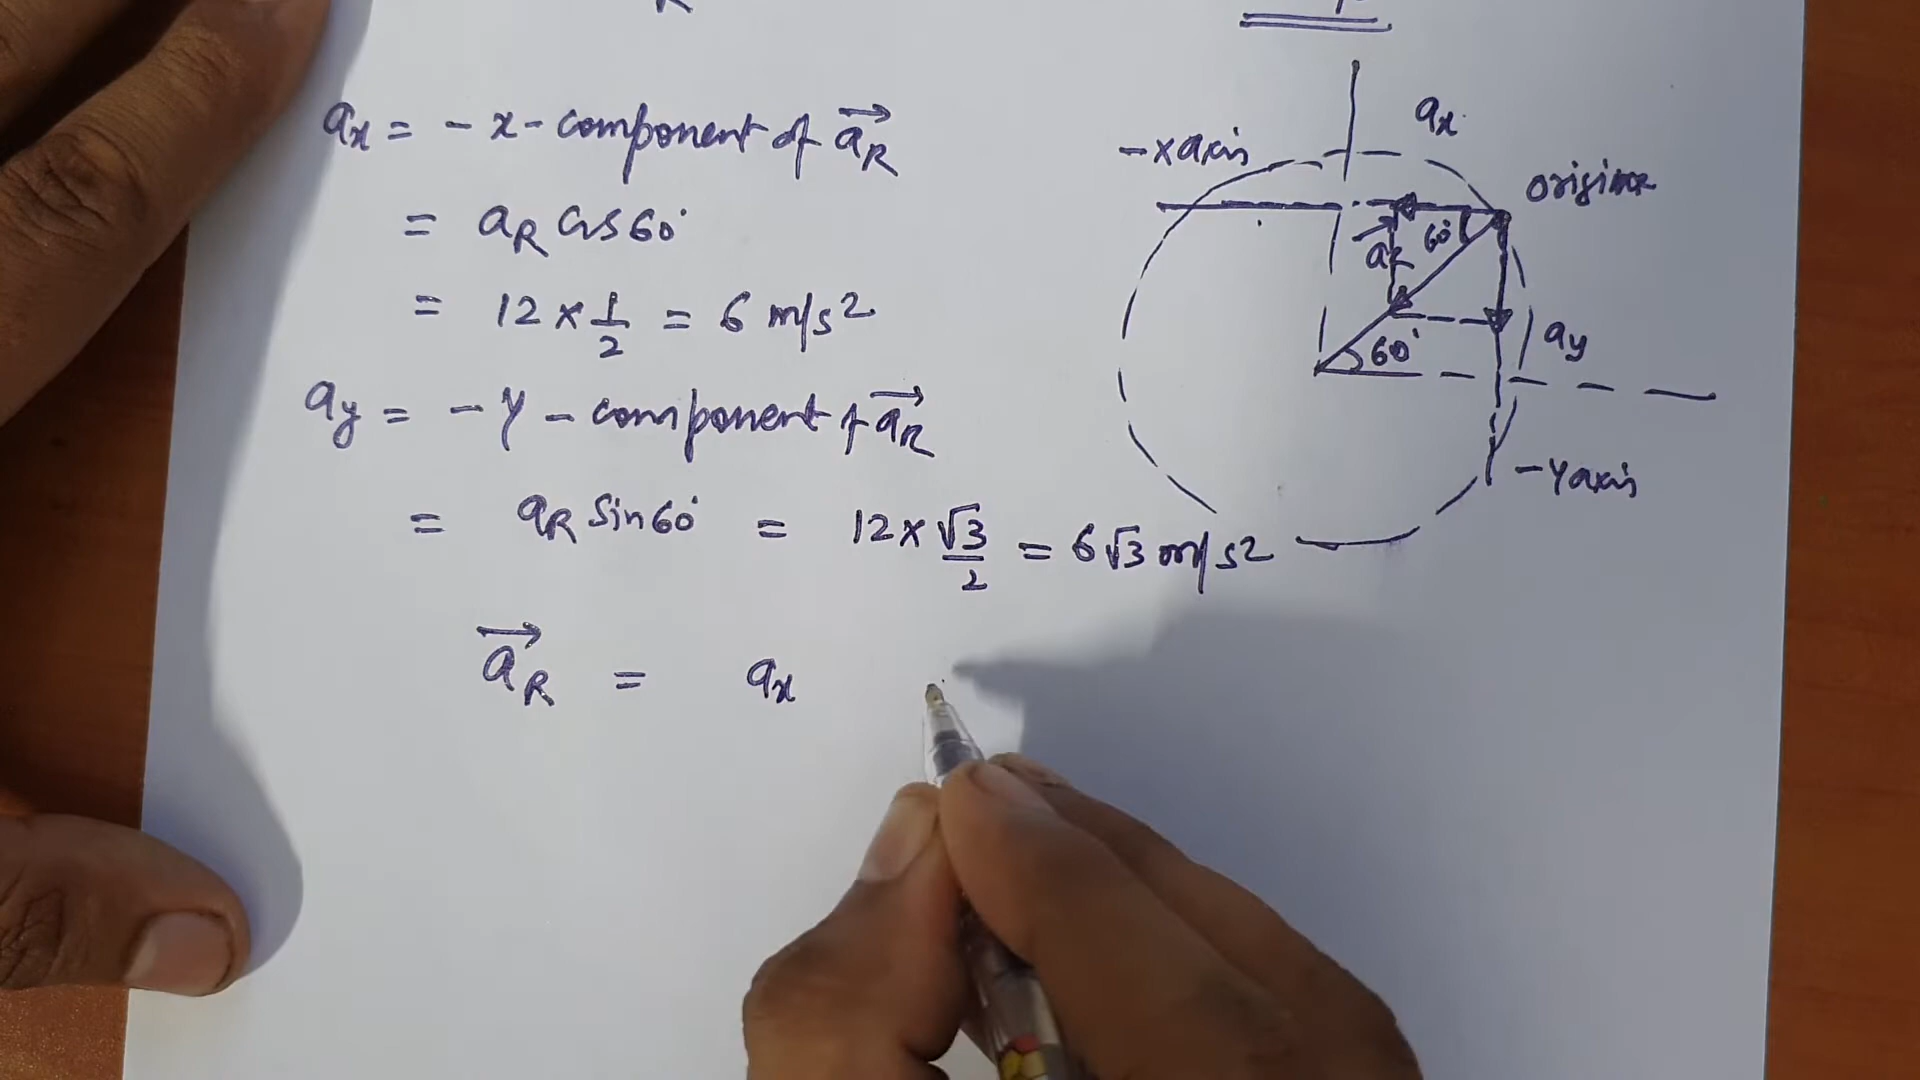 R
ax = - x - component of →aR
= aR cos 60°
= 12 × 1/2 = 6 m/s2
ay = - y - component of →aR
= aR sin 60° = 12 × √3/2 = 6√3 m/s2
→aR = ax
ax
-x axis
→aR
60°
60°
ay
-y axis